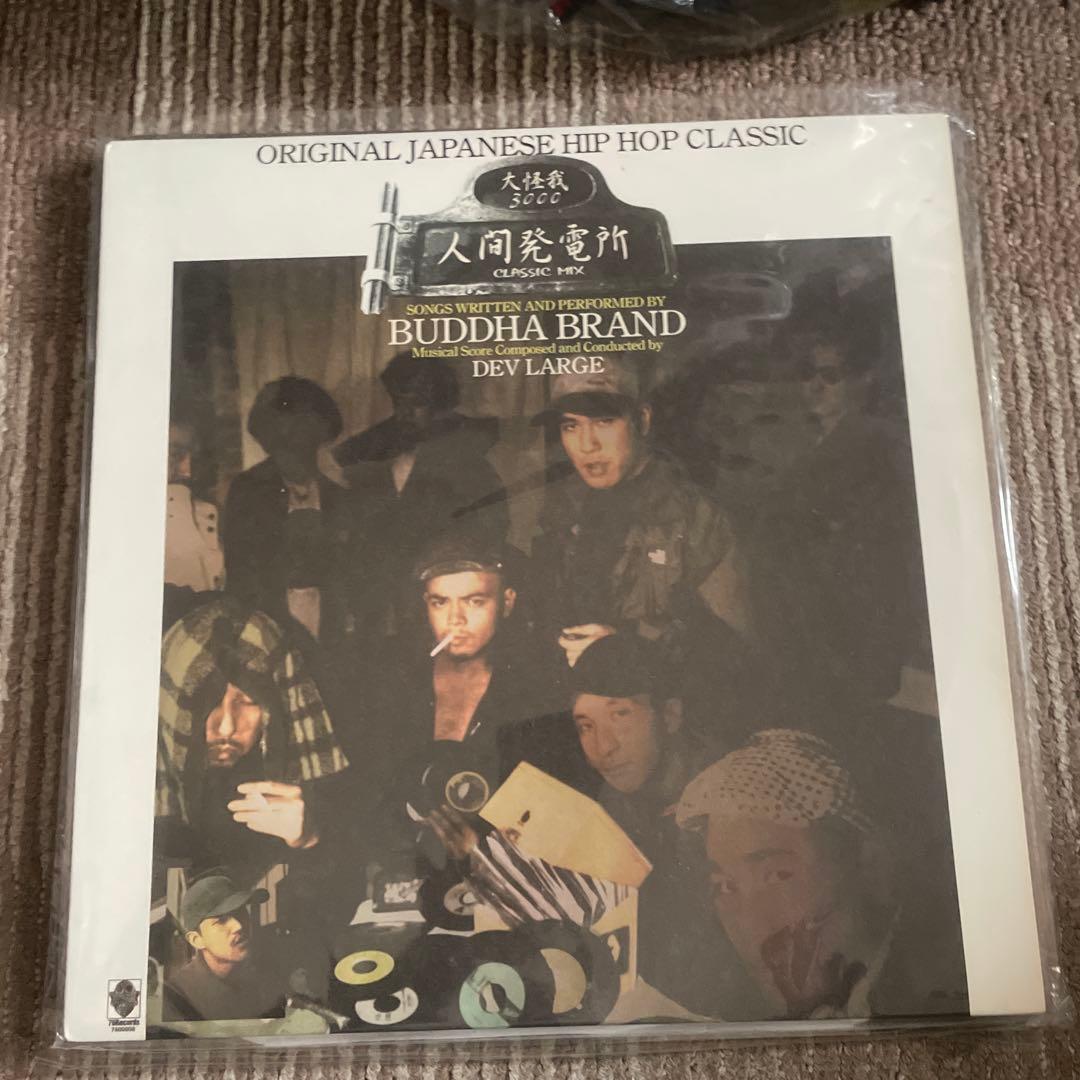 ORIGINAL JAPANESE HIP HOP CLASSIC
大怪我
3000
人間発電所
CLASSIC MIX
SONGS WRITTEN AND PERFORMED BY
BUDDHA BRAND
Musical Score Composed and Conducted by
DEV LARGE